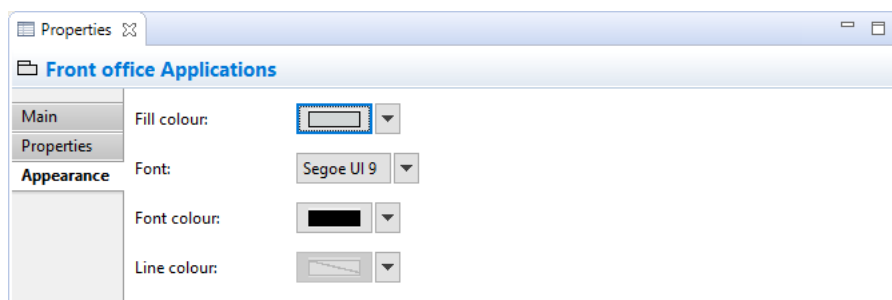 Properties
Front office Applications
Main
Properties
Appearance
Fill colour:
Font:
Segoe UI 9
Font colour:
Line colour: